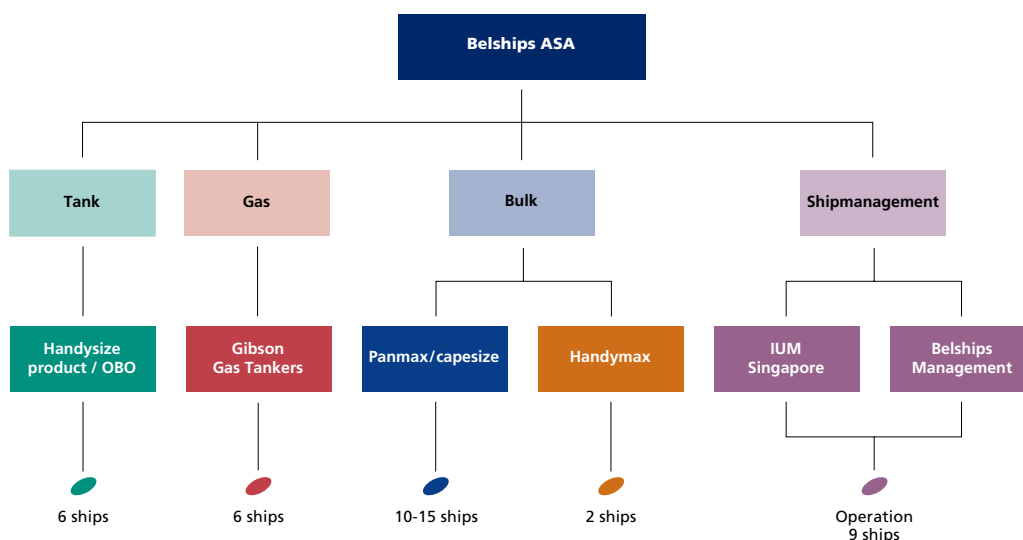 Belships ASA
Tank
Gas
Bulk
Shipmanagement
Handysize
product / OBO
Gibson
Gas Tankers
Panmax/capesize
Handymax
IUM
Singapore
Belships
Management
6 ships
6 ships
10-15 ships
2 ships
Operation
9 ships